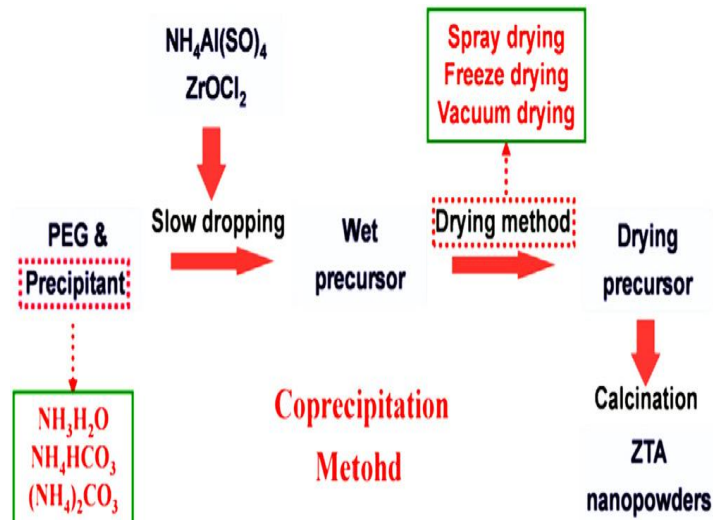 NH₄Al(SO)₄
ZrOCl₂
Spray drying
Freeze drying
Vacuum drying
Slow dropping
Drying method
PEG &
Precipitant
Wet
precursor
Drying
precursor
NH₃H₂O
NH₄HCO₃
(NH₄)₂CO₃
Coprecipitation
Metohd
Calcination
ZTA
nanopowders